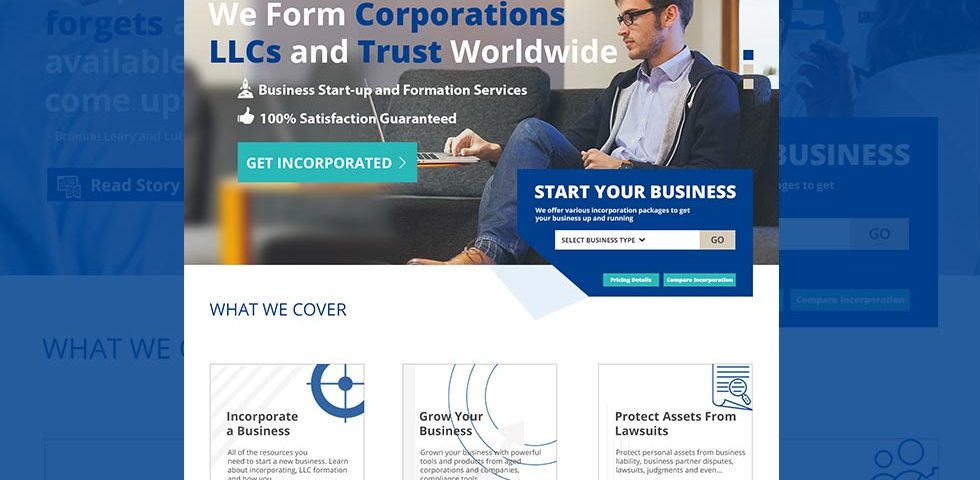 forgets a
available
come up
- Brianne Leary and Lul
Read Story
We Form Corporations
LLCs and Trust Worldwide
Business Start-up and Formation Services
100% Satisfaction Guaranteed
GET INCORPORATED
START YOUR BUSINESS
We offer various incorporation packages to get
your business up and running
SELECT BUSINESS TYPE
GO
Pricing Details
Compare Incorporation
BUSINESS
ges to get
GO
Compare Incorporation
WHAT WE COVER
WHAT WE
Incorporate
a Business
All of the resources you
need to start a new business. Learn
about incorporating, LLC formation
and how you
Grow Your
Business
Grown your business with powerful
tools and products from aged
corporations and companies,
compliance tools
Protect Assets From
Lawsuits
Protect personal assets from business
liability, business partner disputes,
lawsuits, judgments and even...